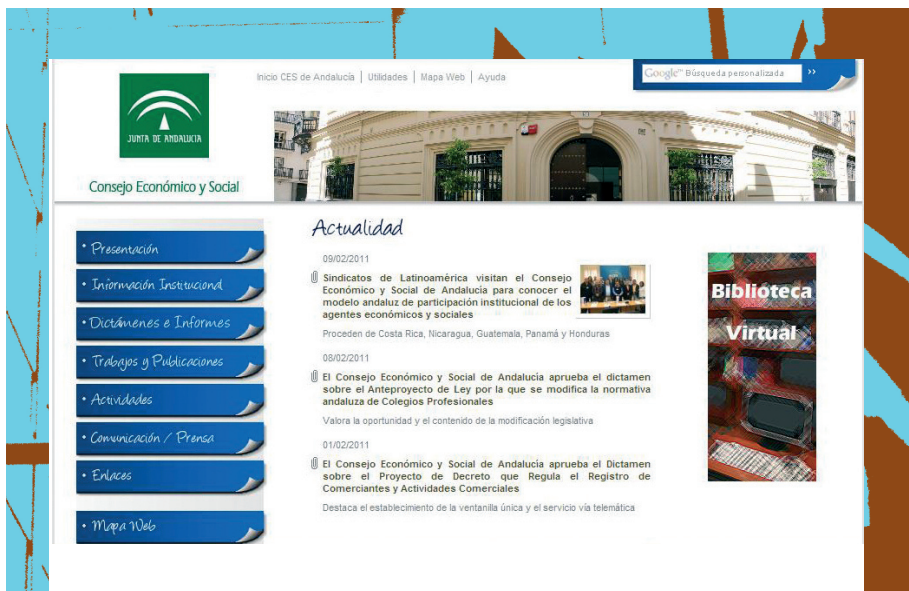 Inicio CES de Andalucía | Utilidades | Mapa Web | Ayuda
Google™ Búsqueda personalizada >>
JUNTA DE ANDALUCIA
Consejo Económico y Social
• Presentación
• Información Institucional
• Dictámenes e Informes
• Trabajos y Publicaciones
• Actividades
• Comunicación / Prensa
• Enlaces
• Mapa Web
Actualidad
09/02/2011
Sindicatos de Latinoamérica visitan el Consejo
Económico y Social de Andalucía para conocer el
modelo andaluz de participación institucional de los
agentes económicos y sociales
Proceden de Costa Rica, Nicaragua, Guatemala, Panamá y Honduras
08/02/2011
El Consejo Económico y Social de Andalucía aprueba el dictamen
sobre el Anteproyecto de Ley por la que se modifica la normativa
andaluza de Colegios Profesionales
Valora la oportunidad y el contenido de la modificación legislativa
01/02/2011
El Consejo Económico y Social de Andalucía aprueba el Dictamen
sobre el Proyecto de Decreto que Regula el Registro de
Comerciantes y Actividades Comerciales
Destaca el establecimiento de la ventanilla única y el servicio vía telemática
Biblioteca
Virtual